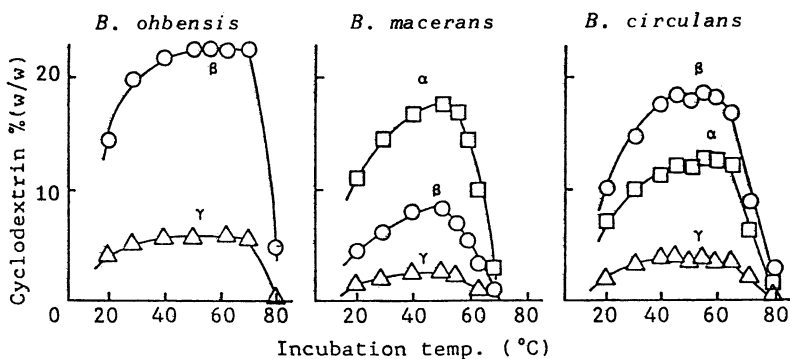 B. ohbensis
B. macerans
B. circulans
Cyclodextrin %(w/w)
20
10
0
β
γ
α
β
γ
β
α
γ
20 40 60 80
20 40 60 80
20 40 60 80
Incubation temp. (°C)